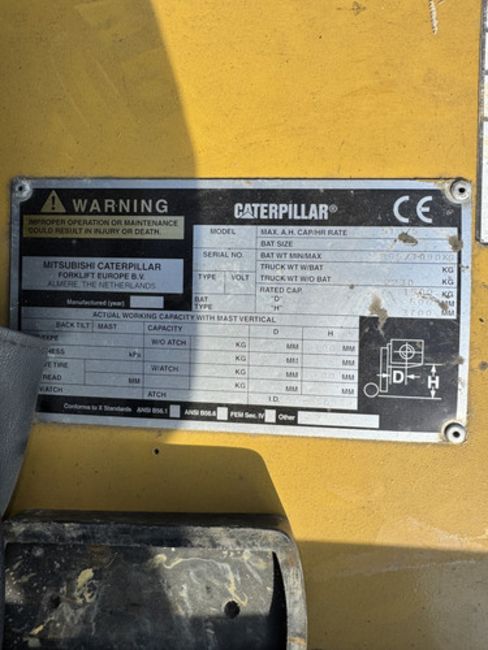 WARNING
IMPROPER OPERATION OR MAINTENANCE
COULD RESULT IN INJURY OR DEATH.
MITSUBISHI CATERPILLAR
FORKLIFT EUROPE B.V.
ALMERE, THE NETHERLANDS
Manufactured (year)
CATERPILLAR®
CE
MODEL
MAX. A.H. CAP/HR RATE
BAT SIZE
SERIAL NO.
BAT WT MIN/MAX
KG
TRUCK WT W/BAT
KG
TYPE
VOLT
TRUCK WT W/O BAT
KG
RATED CAP.
KG
BAT
TYPE
"D"
MM
"H"
MM
ACTUAL WORKING CAPACITY WITH MAST VERTICAL
BACK TILT
MAST
CAPACITY
D
H
W/O ATCH
KG
MM
MM
kPa
KG
MM
MM
W/ATCH
KG
MM
MM
MM
KG
MM
MM
ATCH
I.D.
Conforms to X Standards
ANSI B56.1
ANSI B56.6
FEM Sec. IV
Other
D
H